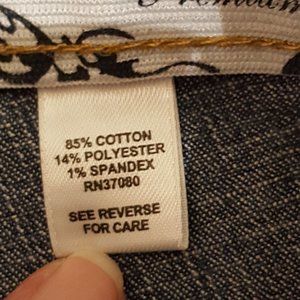 85% COTTON
14% POLYESTER
1% SPANDEX
RN37080
SEE REVERSE
FOR CARE